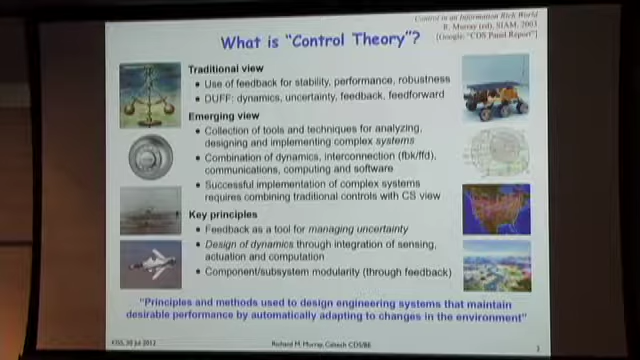 Control in an Information Rich World
R. Murray (ed), SIAM, 2003
[Google: "CDS Panel Report"]
What is "Control Theory"?
Traditional view
• Use of feedback for stability, performance, robustness
• DUFF: dynamics, uncertainty, feedback, feedforward
Emerging view
• Collection of tools and techniques for analyzing,
designing and implementing complex systems
• Combination of dynamics, interconnection (fbk/ffd),
communications, computing and software
• Successful implementation of complex systems
requires combining traditional controls with CS view
Key principles
• Feedback as a tool for managing uncertainty
• Design of dynamics through integration of sensing,
actuation and computation
• Component/subsystem modularity (through feedback)
"Principles and methods used to design engineering systems that maintain
desirable performance by automatically adapting to changes in the environment"
KISS, 30 Jul 2012
Richard M. Murray, Caltech CDS/BE